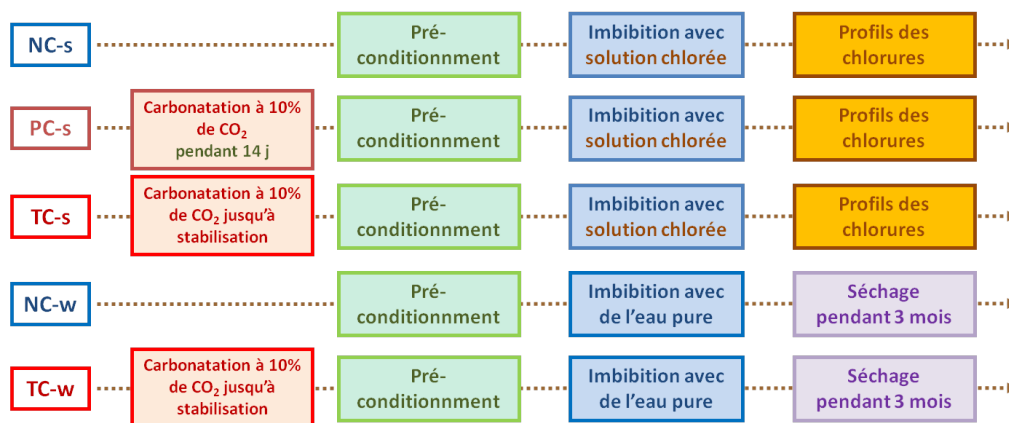 NC-s
Pré-
conditionnment
Imbibition avec
solution chlorée
Profils des
chlorures
PC-s
Carbonatation à 10%
de CO₂
pendant 14 j
Pré-
conditionnment
Imbibition avec
solution chlorée
Profils des
chlorures
TC-s
Carbonatation à 10%
de CO₂ jusqu'à
stabilisation
Pré-
conditionnment
Imbibition avec
solution chlorée
Profils des
chlorures
NC-w
Pré-
conditionnment
Imbibition avec
de l'eau pure
Séchage
pendant 3 mois
TC-w
Carbonatation à 10%
de CO₂ jusqu'à
stabilisation
Pré-
conditionnment
Imbibition avec
de l'eau pure
Séchage
pendant 3 mois